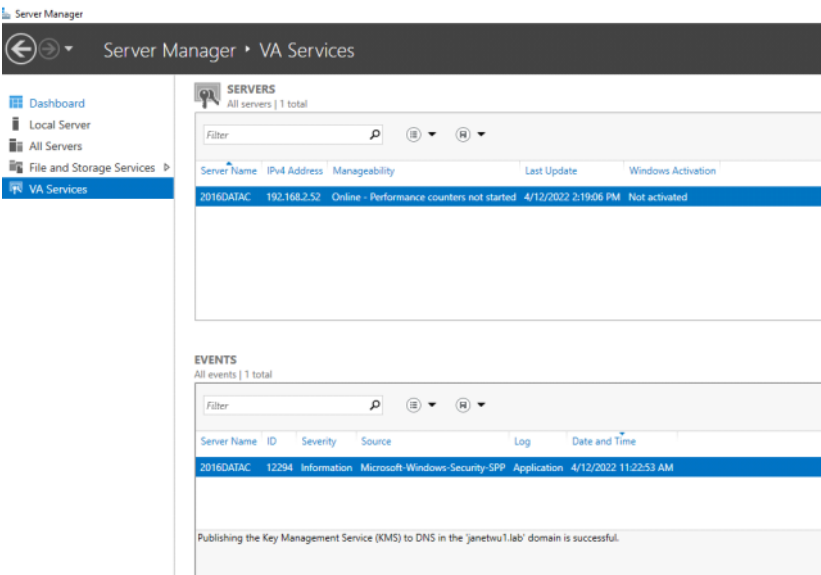 Server Manager
Server Manager • VA Services
Dashboard
Local Server
All Servers
File and Storage Services
VA Services
SERVERS
All servers | 1 total
Filter
Server Name IPv4 Address Manageability Last Update Windows Activation
2016DATAC 192.168.2.52 Online - Performance counters not started 4/12/2022 2:19:06 PM Not activated
EVENTS
All events | 1 total
Filter
Server Name ID Severity Source Log Date and Time
2016DATAC 12294 Information Microsoft-Windows-Security-SPP Application 4/12/2022 11:22:53 AM
Publishing the Key Management Service (KMS) to DNS in the 'janetwu1.lab' domain is successful.